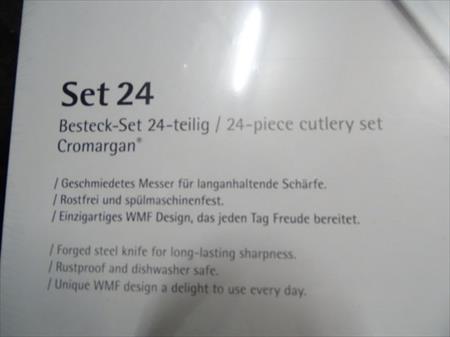 Set 24
Besteck-Set 24-teilig / 24-piece cutlery set
Cromargan®
/ Geschmiedetes Messer für langanhaltende Schärfe.
/ Rostfrei und spülmaschinenfest.
/ Einzigartiges WMF Design, das jeden Tag Freude bereitet.
/ Forged steel knife for long-lasting sharpness.
/ Rustproof and dishwasher safe.
/ Unique WMF design a delight to use every day.